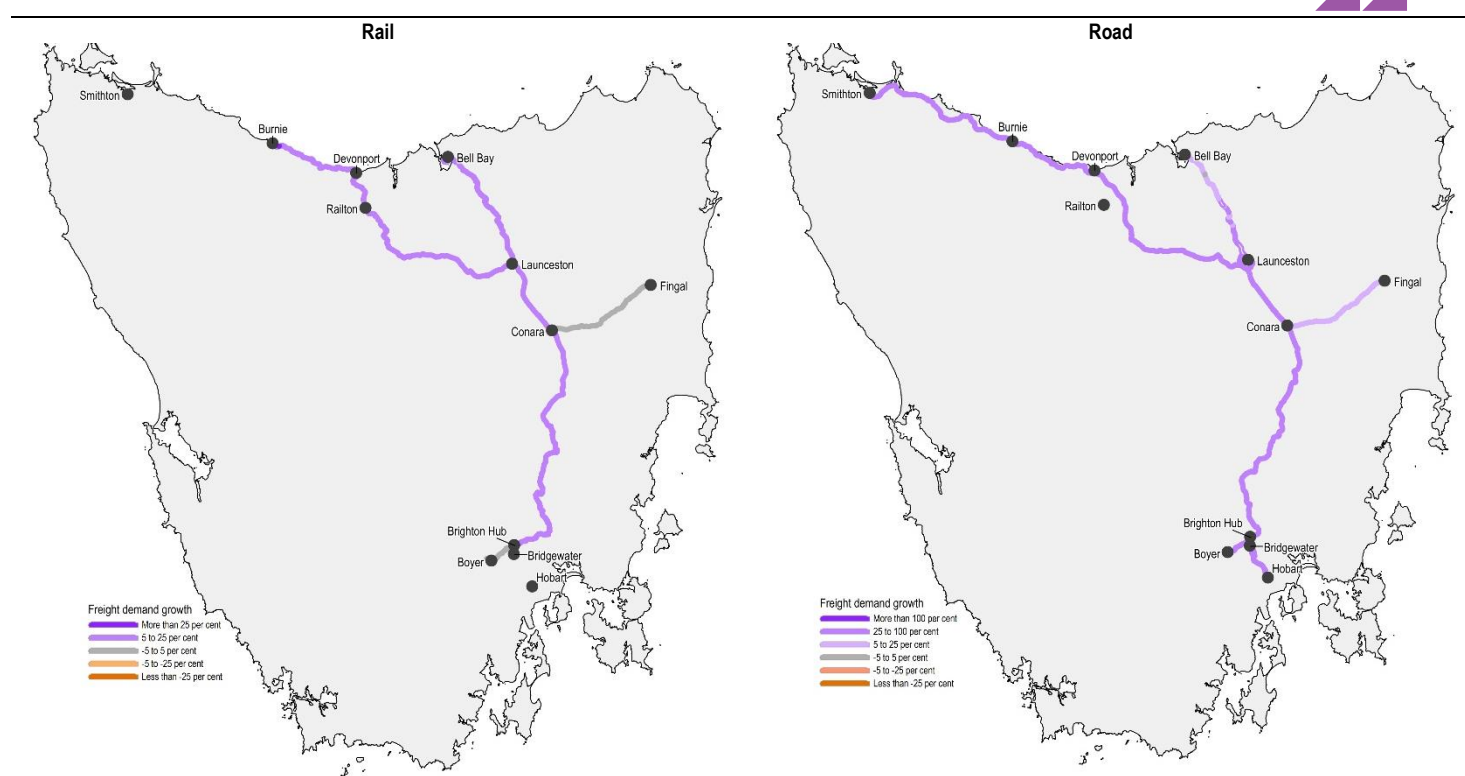 Rail
Smithton
Burnie
Devonport
Bell Bay
Railton
Launceston
Fingal
Conara
Brighton Hub
Bridgewater
Boyer
Hobart
Freight demand growth
More than 25 per cent
5 to 25 per cent
-5 to 5 per cent
-5 to -25 per cent
Less than -25 per cent
Road
Smithton
Burnie
Devonport
Bell Bay
Railton
Launceston
Fingal
Conara
Brighton Hub
Bridgewater
Boyer
Hobart
Freight demand growth
More than 100 per cent
25 to 100 per cent
5 to 25 per cent
-5 to 5 per cent
-5 to -25 per cent
Less than -25 per cent